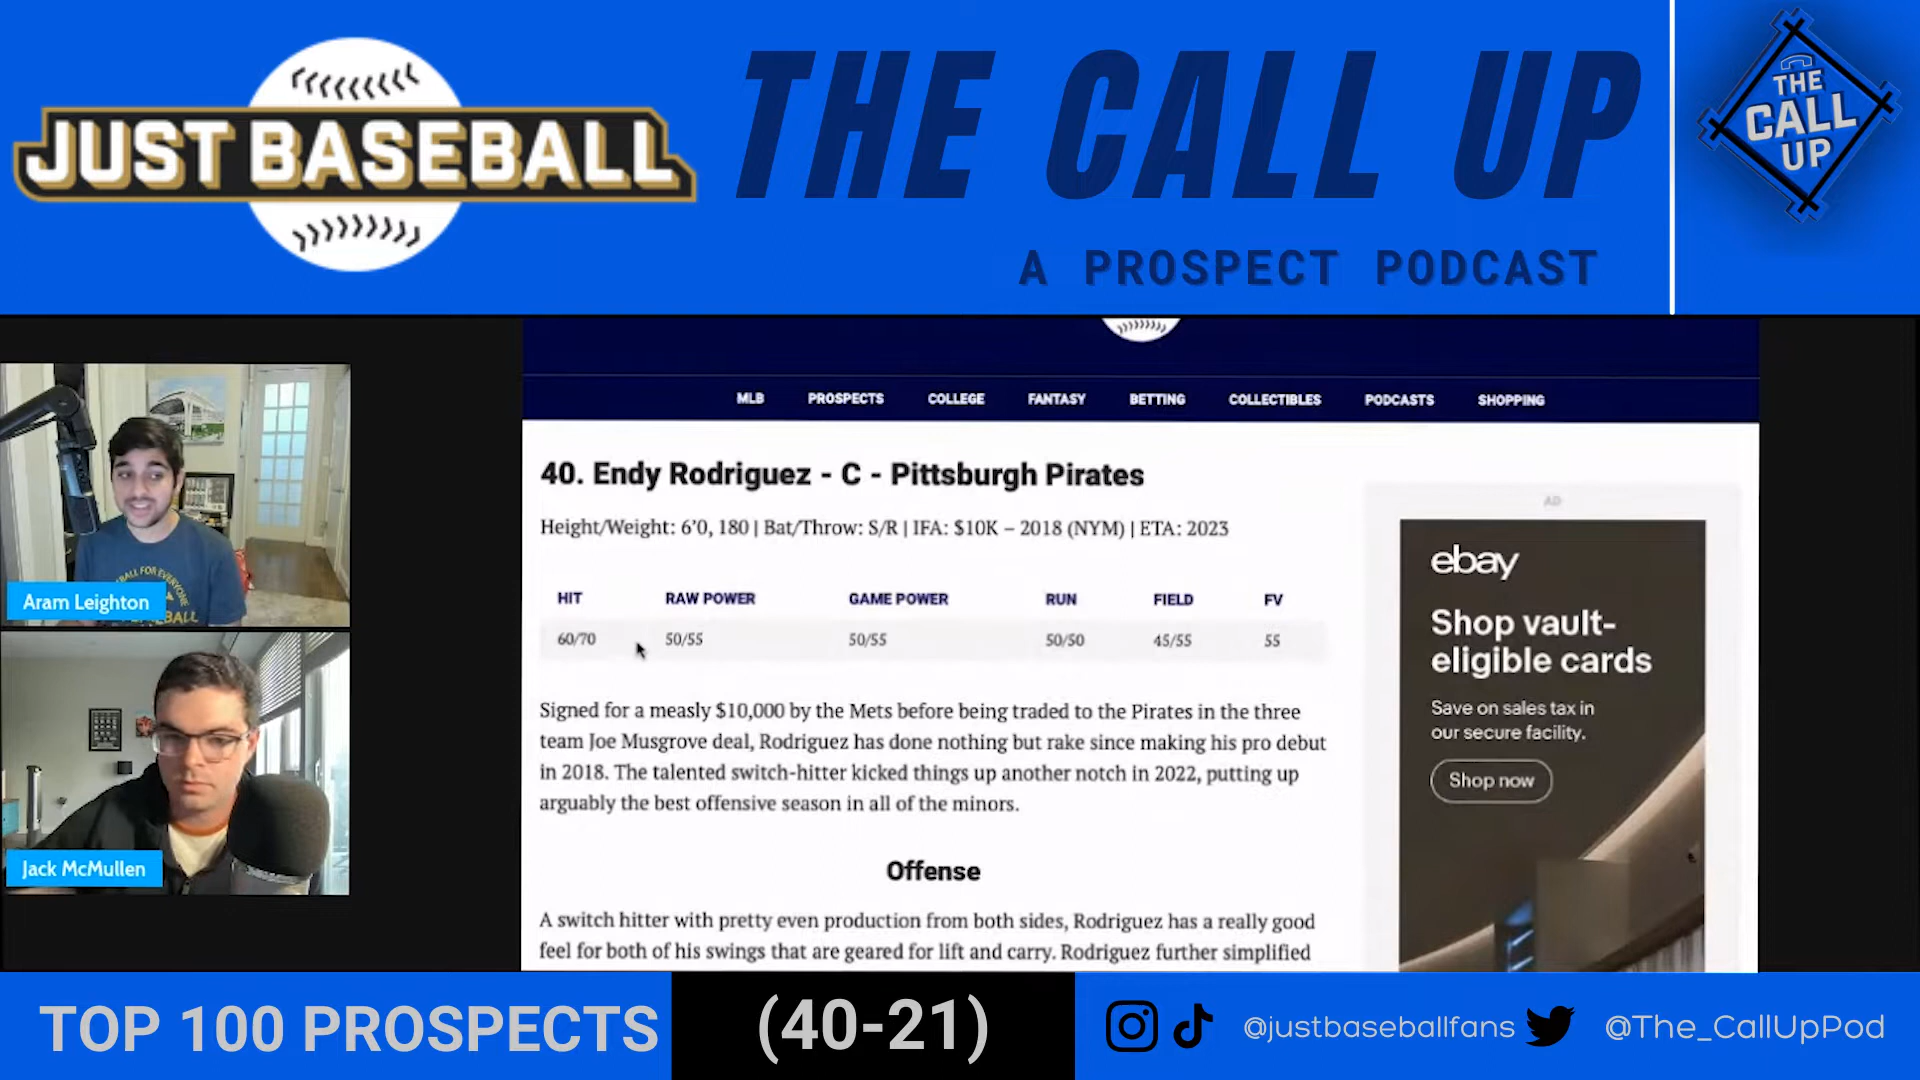 JUST BASEBALL
THE CALL UP
A PROSPECT PODCAST
THE
CALL
UP
MLB PROSPECTS COLLEGE FANTASY BETTING COLLECTIBLES PODCASTS SHOPPING
40. Endy Rodriguez - C - Pittsburgh Pirates
Height/Weight: 6'0, 180 | Bat/Throw: S/R | IFA: $10K – 2018 (NYM) | ETA: 2023
HIT RAW POWER GAME POWER RUN FIELD FV
60/70 50/55 50/55 50/50 45/55 55
Signed for a measly $10,000 by the Mets before being traded to the Pirates in the three
team Joe Musgrove deal, Rodriguez has done nothing but rake since making his pro debut
in 2018. The talented switch-hitter kicked things up another notch in 2022, putting up
arguably the best offensive season in all of the minors.
Offense
A switch hitter with pretty even production from both sides, Rodriguez has a really good
feel for both of his swings that are geared for lift and carry. Rodriguez further simplified
AD
ebay
Shop vault-
eligible cards
Save on sales tax in
our secure facility.
Shop now
Aram Leighton
Jack McMullen
TOP 100 PROSPECTS
(40-21)
@justbaseballfans
@The_CallUpPod